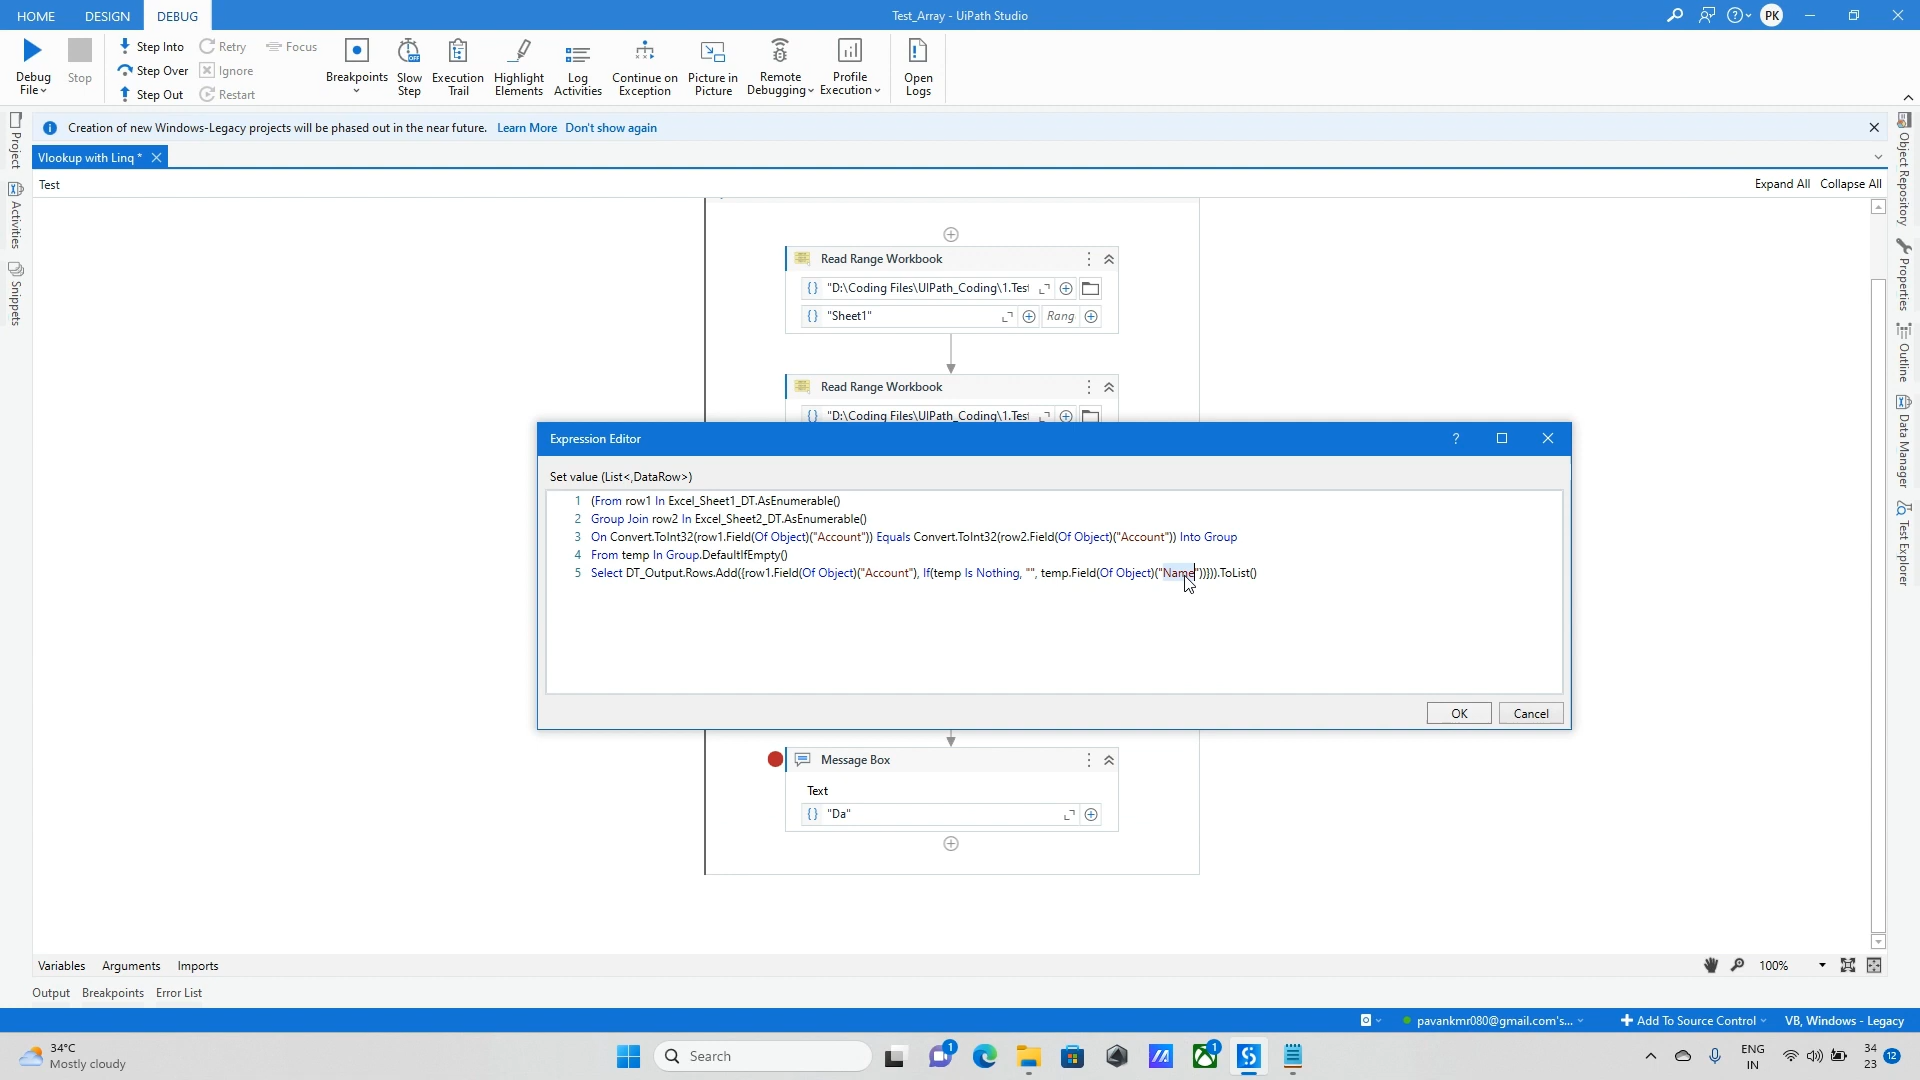 HOME DESIGN DEBUG Test_Array - UiPath Studio PK
Debug File
Stop
Step Into
Step Over
Step Out
Retry
Ignore
Restart
Focus
Breakpoints
Slow Step
Execution Trail
Highlight Elements
Log Activities
Continue on Exception
Picture in Picture
Remote Debugging
Profile Execution
Open Logs
Creation of new Windows-Legacy projects will be phased out in the near future. Learn More Don't show again
Vlookup with Linq *
Test Expand All Collapse All
Project
Activities
Snippets
Object Repository
Properties
Outline
Data Manager
Test Explorer
Read Range Workbook
"D:\Coding Files\UIPath_Coding\1.Test
"Sheet1" Rang
Read Range Workbook
"D:\Coding Files\UIPath_Coding\1.Test
Expression Editor
Set value (List<,DataRow>)
1 (From row1 In Excel_Sheet1_DT.AsEnumerable()
2 Group Join row2 In Excel_Sheet2_DT.AsEnumerable()
3 On Convert.ToInt32(row1.Field(Of Object)("Account")) Equals Convert.ToInt32(row2.Field(Of Object)("Account")) Into Group
4 From temp In Group.DefaultIfEmpty()
5 Select DT_Output.Rows.Add({row1.Field(Of Object)("Account"), If(temp Is Nothing, "", temp.Field(Of Object)("Name"))})).ToList()
OK Cancel
Message Box
Text
"Da"
Variables Arguments Imports 100%
Output Breakpoints Error List
pavankmr080@gmail.com's... Add To Source Control VB, Windows - Legacy
34°C
Mostly cloudy
Search
1
1
ENG
IN
34
23
12